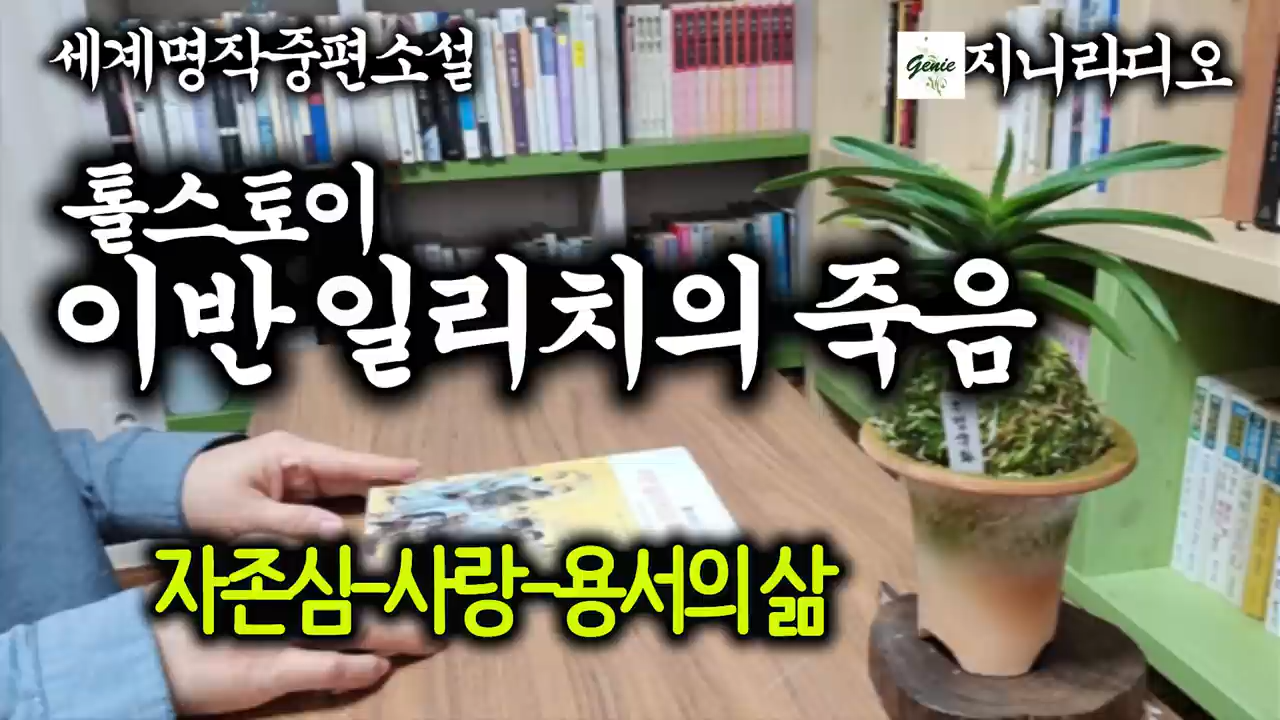 세계명작중편소설
Genie 지니라디오
톨스토이
이반 일리치의 죽음
자존심-사랑-용서의 삶